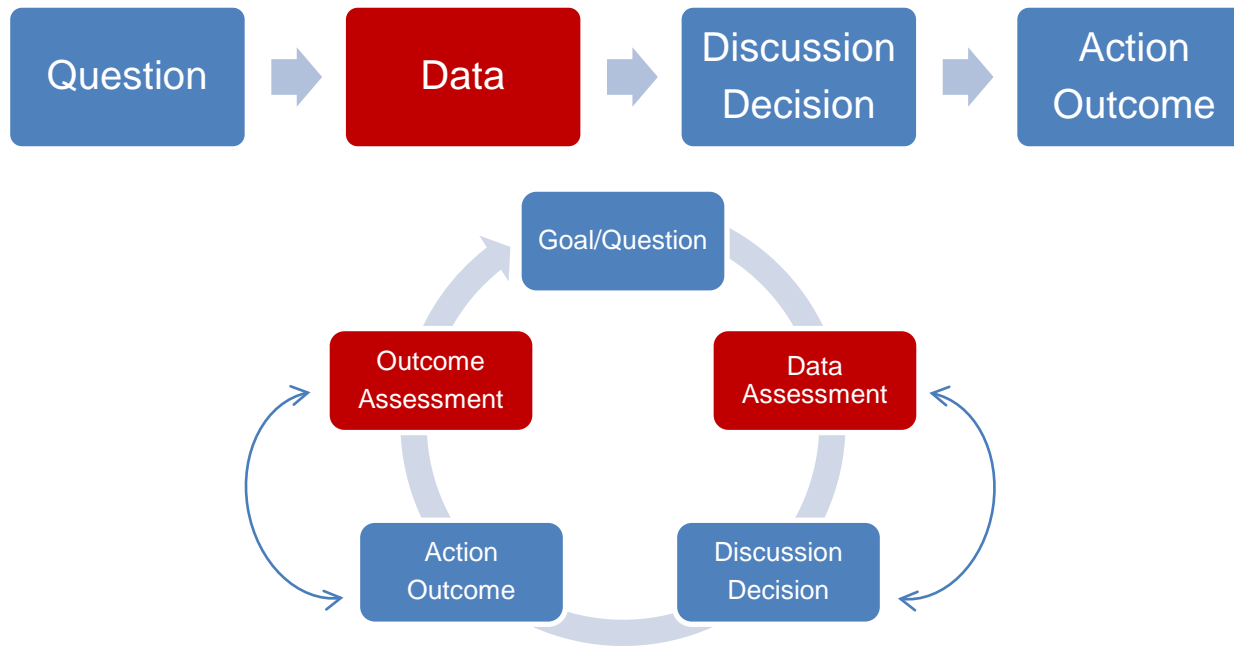 Question
Data
Discussion
Decision
Action
Outcome
Goal/Question
Outcome
Assessment
Data
Assessment
Action
Outcome
Discussion
Decision